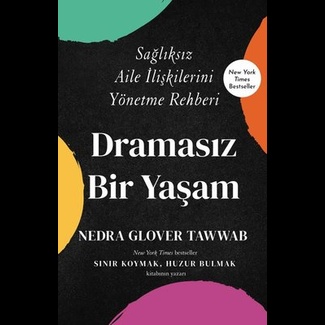 Sağlıksız
Aile İlişkilerini
Yönetme Rehberi
New York
Times
Bestseller
Dramasız
Bir Yaşam
NEDRA GLOVER TAWWAB
New York Times bestseller
SINIR KOYMAK, HUZUR BULMAK
kitabının yazarı